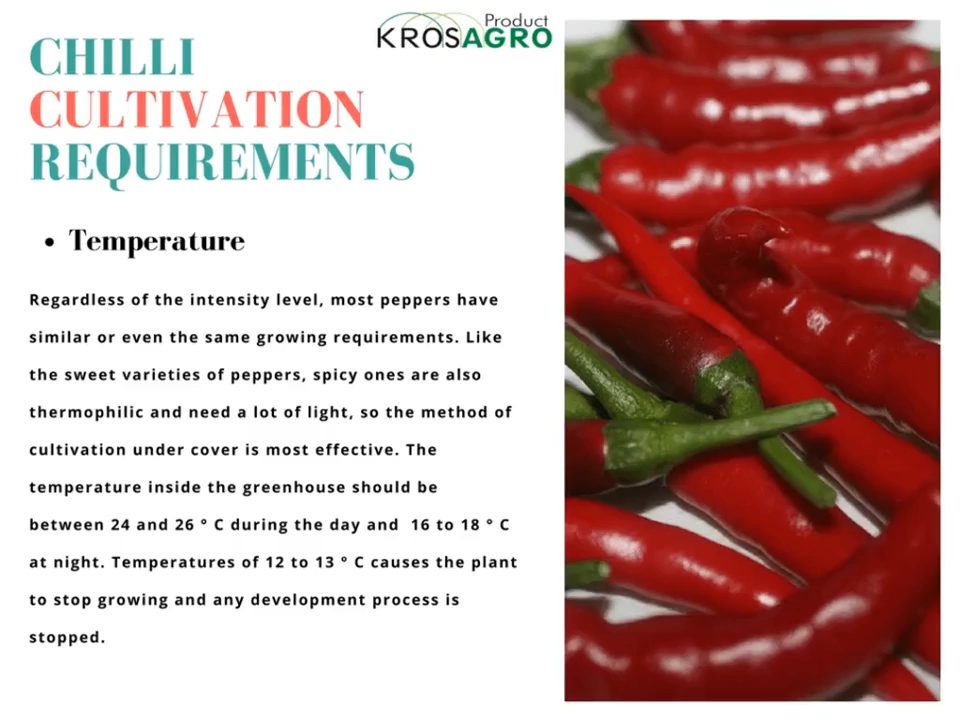 Product
KROSAGRO
CHILLI
CULTIVATION
REQUIREMENTS
• Temperature
Regardless of the intensity level, most peppers have
similar or even the same growing requirements. Like
the sweet varieties of peppers, spicy ones are also
thermophilic and need a lot of light, so the method of
cultivation under cover is most effective. The
temperature inside the greenhouse should be
between 24 and 26 ° C during the day and  16 to 18 ° C
at night. Temperatures of 12 to 13 ° C causes the plant
to stop growing and any development process is
stopped.